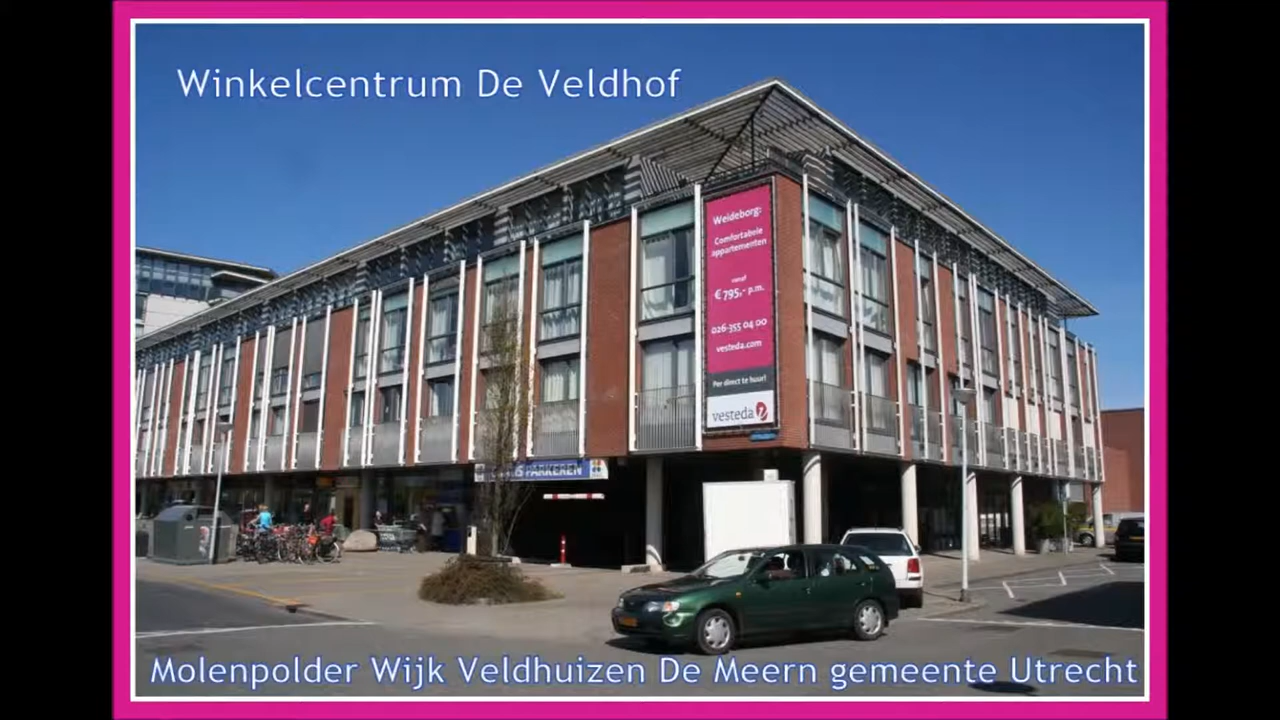 Winkelcentrum De Veldhof
Weideborg:
Comfortabele
appartementen
vanaf
€ 795,- p.m.
026-355 04 00
vesteda.com
Per direct te huur!
vesteda
PARKEREN
Molenpolder Wijk Veldhuizen De Meern gemeente Utrecht